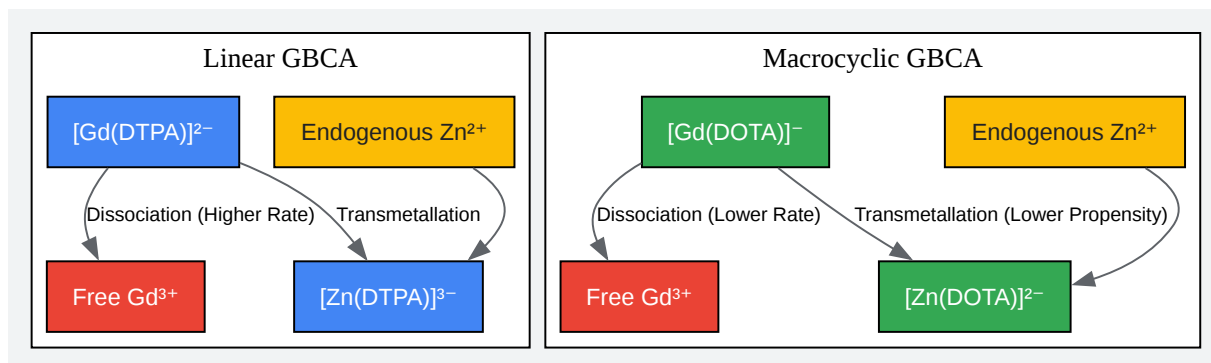 Linear GBCA
[Gd(DTPA)]²⁻
Endogenous Zn²⁺
Dissociation (Higher Rate)
Transmetallation
Free Gd³⁺
[Zn(DTPA)]³⁻
Macrocyclic GBCA
[Gd(DOTA)]⁻
Endogenous Zn²⁺
Dissociation (Lower Rate)
Transmetallation (Lower Propensity)
Free Gd³⁺
[Zn(DOTA)]²⁻